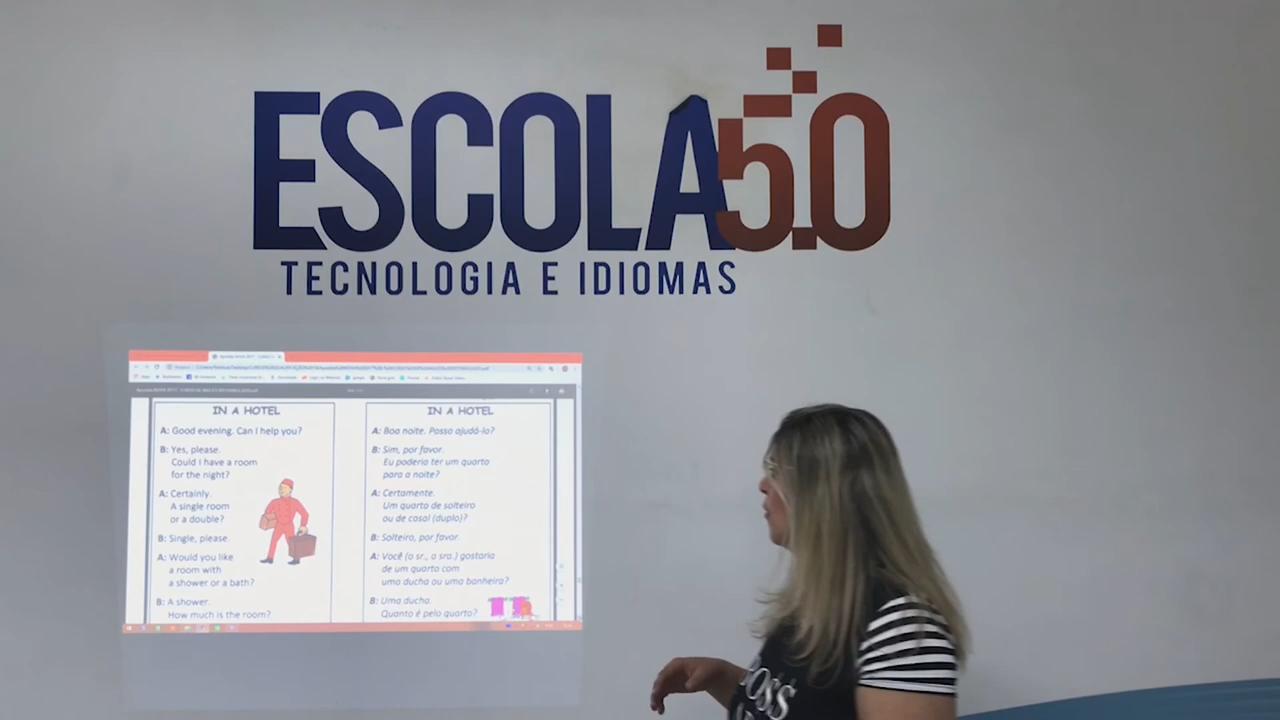 ESCOLA 5.0
TECNOLOGIA E IDIOMAS
IN A HOTEL
A: Good evening. Can I help you?
B: Yes, please.
Could I have a room
for the night?
A: Certainly.
A single room
or a double?
B: Single, please.
A: Would you like
a room with
a shower or a bath?
B: A shower.
How much is the room?
IN A HOTEL
A: Boa noite. Posso ajudá-lo?
B: Sim, por favor.
Eu poderia ter um quarto
para a noite?
A: Certamente.
Um quarto de solteiro
ou de casal (duplo)?
B: Solteiro, por favor.
A: Você (o sr., a sra.) gostaria
de um quarto com
uma ducha ou uma banheira?
B: Uma ducha.
Quanto é pelo quarto?